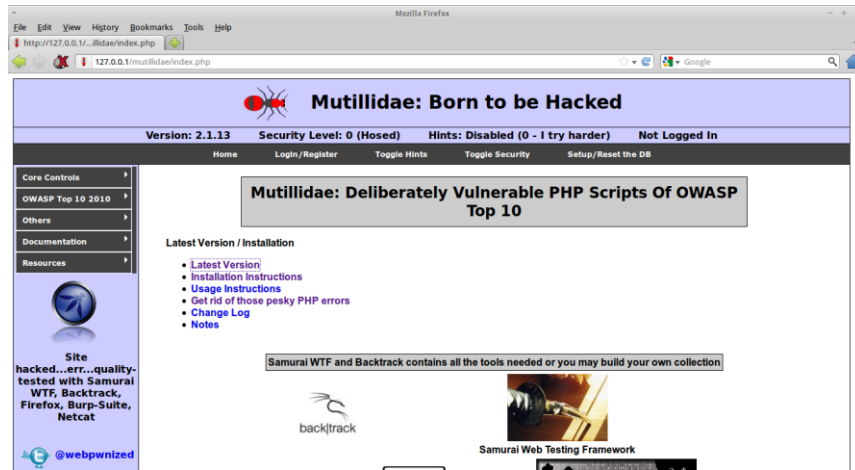 Mozilla Firefox
File Edit View History Bookmarks Tools Help
http://127.0.0.1/...illidae/index.php
127.0.0.1/mutillidae/index.php
Google
Mutillidae: Born to be Hacked
Version: 2.1.13 Security Level: 0 (Hosed) Hints: Disabled (0 - I try harder) Not Logged In
Home Login/Register Toggle Hints Toggle Security Setup/Reset the DB
Core Controls
OWASP Top 10 2010
Others
Documentation
Resources
Site
hacked...err...quality-
tested with Samurai
WTF, Backtrack,
Firefox, Burp-Suite,
Netcat
@webpwnized
Mutillidae: Deliberately Vulnerable PHP Scripts Of OWASP
Top 10
Latest Version / Installation
Latest Version
Installation Instructions
Usage Instructions
Get rid of those pesky PHP errors
Change Log
Notes
Samurai WTF and Backtrack contains all the tools needed or you may build your own collection
back|track
Samurai Web Testing Framework